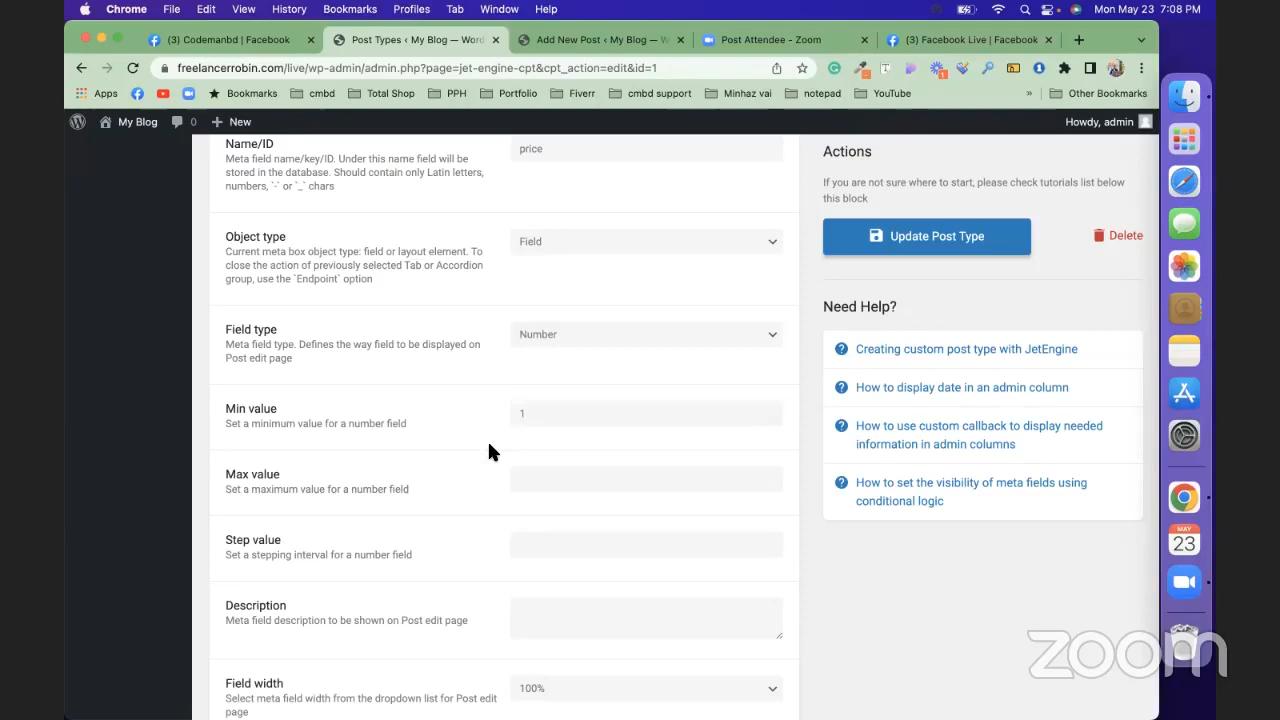 Chrome File Edit View History Bookmarks Profiles Tab Window Help Mon May 23 7:08 PM
(3) Codemanbd | Facebook Post Types ‹ My Blog — Word Add New Post ‹ My Blog — W Post Attendee - Zoom (3) Facebook Live | Facebook
freelancerrobin.com/live/wp-admin/admin.php?page=jet-engine-cpt&cpt_action=edit&id=1
Apps Bookmarks cmbd Total Shop PPH Portfolio Fiverr cmbd support Minhaz vai notepad YouTube » Other Bookmarks
My Blog 0 New Howdy, admin
Name/ID
price
Meta field name/key/ID. Under this name field will be
stored in the database. Should contain only Latin letters,
numbers, `-` or `_` chars
Object type
Field
Current meta box object type: field or layout element. To
close the action of previously selected Tab or Accordion
group, use the `Endpoint` option
Field type
Number
Meta field type. Defines the way field to be displayed on
Post edit page
Min value
1
Set a minimum value for a number field
Max value
Set a maximum value for a number field
Step value
Set a stepping interval for a number field
Description
Meta field description to be shown on Post edit page
Field width
100%
Select meta field width from the dropdown list for Post edit
page
Actions
If you are not sure where to start, please check tutorials list below
this block
Update Post Type Delete
Need Help?
Creating custom post type with JetEngine
How to display date in an admin column
How to use custom callback to display needed
information in admin columns
How to set the visibility of meta fields using
conditional logic
MAY
23
zoom